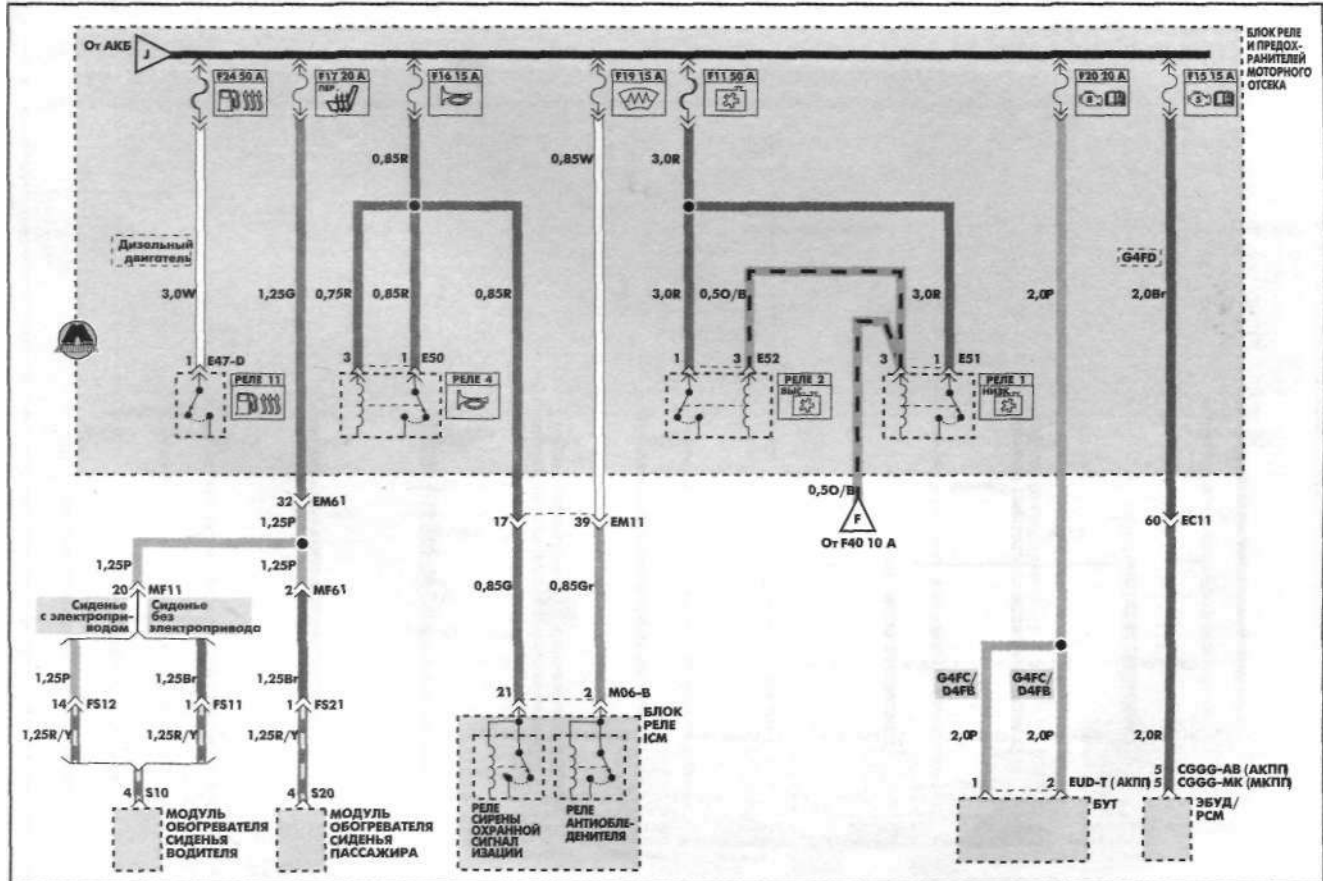 От АКБ
J
БЛОК РЕЛЕ
И ПРЕДОХ-
РАНИТЕЛЕЙ
МОТОРНОГО
ОТСЕКА
F24 50 A
F17 20 A
ПЕР
F16 15 A
F19 15 A
F11 50 A
F20 20 A
F15 15 A
0,85R
0,85W
3,0R
Дизельный
двигатель
G4FD
3,0W
1,25G
0,75R
0,85R
0,85R
3,0R
0,5O/B
3,0R
2,0P
2,0Br
1 E47-D
3
1 E50
1
3 E52
3
1 E51
РЕЛЕ 11
РЕЛЕ 4
РЕЛЕ 2
ВЫС.
РЕЛЕ 1
НИЗК.
32 EM61
0,5O/B
1,25P
17
39 EM11
F
60 EC11
От F40 10 A
1,25P
1,25P
0,85G
0,85Gr
20 MF11
2 MF61
Сиденье
с электропри-
водом
Сиденье
без
электропривода
1,25P
1,25Br
1,25Br
G4FC/
D4FB
G4FC/
D4FB
14 FS12
1 FS11
1 FS21
21
2 M06-B
1,25R/Y
1,25R/Y
1,25R/Y
БЛОК
РЕЛЕ
ICM
2,0P
2,0P
2,0R
4 S10
4 S20
1
2 EUD-T (АКПП)
5 CGGG-AB (АКПП)
5 CGGG-MK (МКПП)
МОДУЛЬ
ОБОГРЕВАТЕЛЯ
СИДЕНЬЯ
ВОДИТЕЛЯ
МОДУЛЬ
ОБОГРЕВАТЕЛЯ
СИДЕНЬЯ
ПАССАЖИРА
РЕЛЕ
СИРЕНЫ
ОХРАННОЙ
СИГНАЛ
ИЗАЦИИ
РЕЛЕ
АНТИОБЛЕ-
ДЕНИТЕЛЯ
БУТ
ЭБУД/
PCM